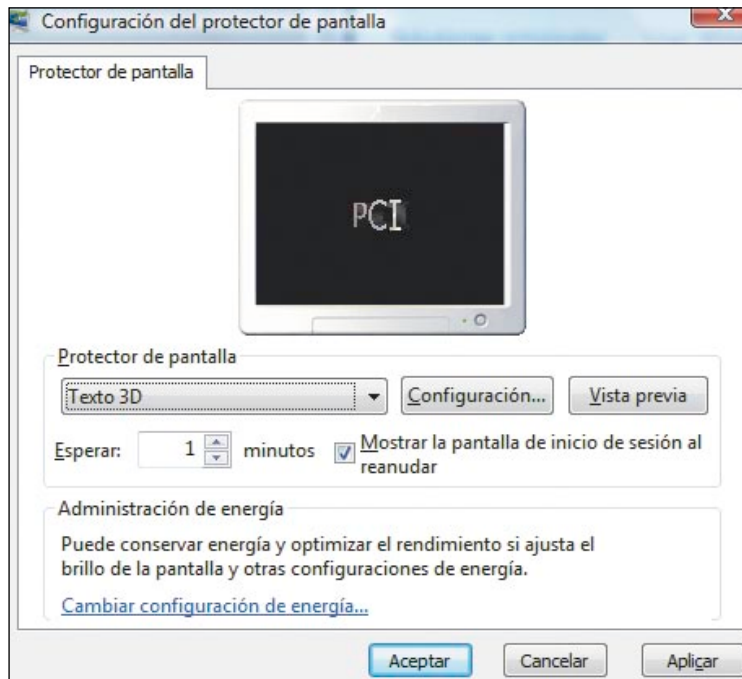 Configuración del protector de pantalla
Protector de pantalla
PCI
Protector de pantalla
Texto 3D
Configuración...
Vista previa
Esperar: 1 minutos
Mostrar la pantalla de inicio de sesión al
reanudar
Administración de energía
Puede conservar energía y optimizar el rendimiento si ajusta el
brillo de la pantalla y otras configuraciones de energía.
Cambiar configuración de energía...
Aceptar
Cancelar
Aplicar